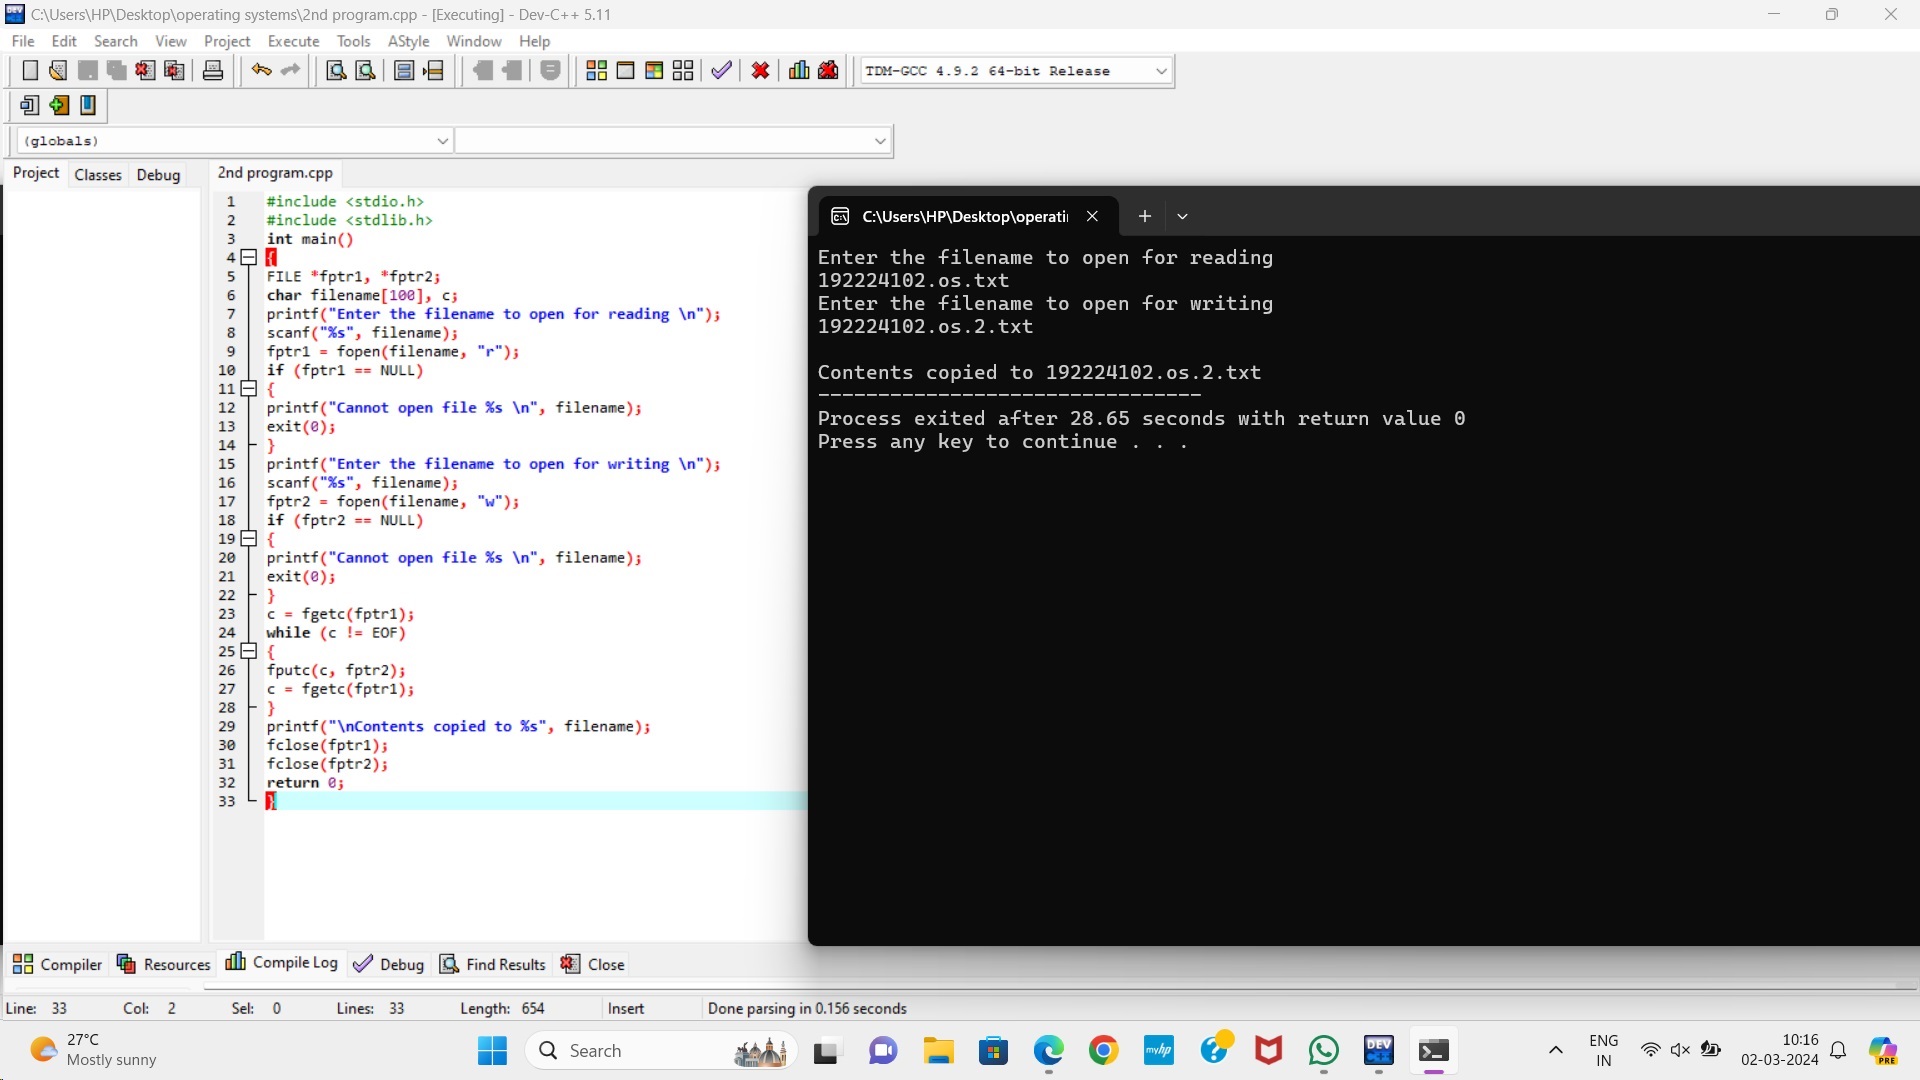 C:\Users\HP\Desktop\operating systems\2nd program.cpp - [Executing] - Dev-C++ 5.11
File Edit Search View Project Execute Tools AStyle Window Help
TDM-GCC 4.9.2 64-bit Release
(globals)
Project Classes Debug 2nd program.cpp
1 #include <stdio.h>
2 #include <stdlib.h>
3 int main()
4 {
5 FILE *fptr1, *fptr2;
6 char filename[100], c;
7 printf("Enter the filename to open for reading \n");
8 scanf("%s", filename);
9 fptr1 = fopen(filename, "r");
10 if (fptr1 == NULL)
11 {
12 printf("Cannot open file %s \n", filename);
13 exit(0);
14 }
15 printf("Enter the filename to open for writing \n");
16 scanf("%s", filename);
17 fptr2 = fopen(filename, "w");
18 if (fptr2 == NULL)
19 {
20 printf("Cannot open file %s \n", filename);
21 exit(0);
22 }
23 c = fgetc(fptr1);
24 while (c != EOF)
25 {
26 fputc(c, fptr2);
27 c = fgetc(fptr1);
28 }
29 printf("\nContents copied to %s", filename);
30 fclose(fptr1);
31 fclose(fptr2);
32 return 0;
33 }
C:\Users\HP\Desktop\operati
Enter the filename to open for reading
192224102.os.txt
Enter the filename to open for writing
192224102.os.2.txt
Contents copied to 192224102.os.2.txt
--------------------------------
Process exited after 28.65 seconds with return value 0
Press any key to continue . . .
Compiler Resources Compile Log Debug Find Results Close
Line: 33 Col: 2 Sel: 0 Lines: 33 Length: 654 Insert Done parsing in 0.156 seconds
27°C
Mostly sunny
Search
myhp
DEV
ENG
IN
10:16
02-03-2024
PRE